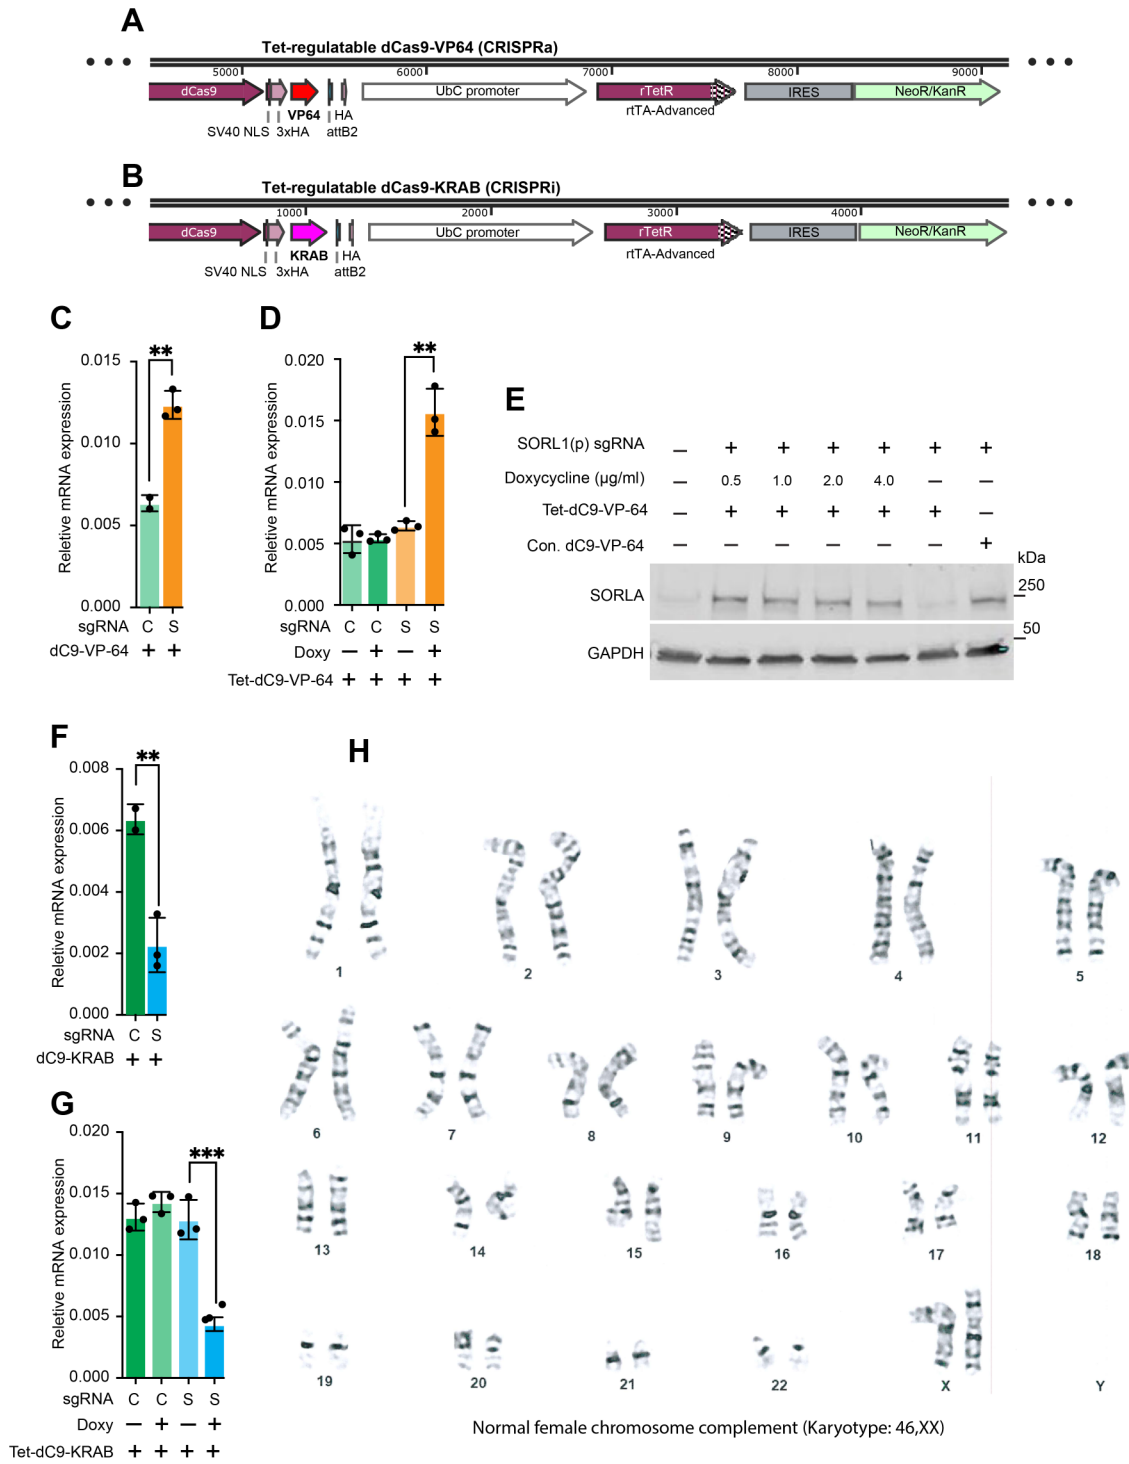 A
Tet-regulatable dCas9-VP64 (CRISPRa)
5000 6000 7000 8000 9000
dCas9 UbC promoter rTetR IRES NeoR/KanR
VP64 HA rtTA-Advanced
SV40 NLS 3xHA attB2
B
Tet-regulatable dCas9-KRAB (CRISPRi)
1000 2000 3000 4000
dCas9 UbC promoter rTetR IRES NeoR/KanR
KRAB HA rtTA-Advanced
SV40 NLS 3xHA attB2
C
Reletive mRNA expression
0.015
0.010
0.005
0.000
**
sgRNA C S
dC9-VP-64 + +
D
Reletive mRNA expression
0.020
0.015
0.010
0.005
0.000
**
sgRNA C C S S
Doxy — + — +
Tet-dC9-VP-64 + + + +
E
SORL1(p) sgRNA — + + + + + +
Doxycycline (µg/ml) — 0.5 1.0 2.0 4.0 — —
Tet-dC9-VP-64 — + + + + + —
Con. dC9-VP-64 — — — — — — +
kDa
SORLA 250
50
GAPDH
F
Reletive mRNA expression
0.008
0.006
0.004
0.002
0.000
**
sgRNA C S
dC9-KRAB + +
G
Reletive mRNA expression
0.020
0.015
0.010
0.005
0.000
***
sgRNA C C S S
Doxy — + — +
Tet-dC9-KRAB + + + +
H
1 2 3 4 5
6 7 8 9 10 11 12
13 14 15 16 17 18
19 20 21 22 X Y
Normal female chromosome complement (Karyotype: 46,XX)